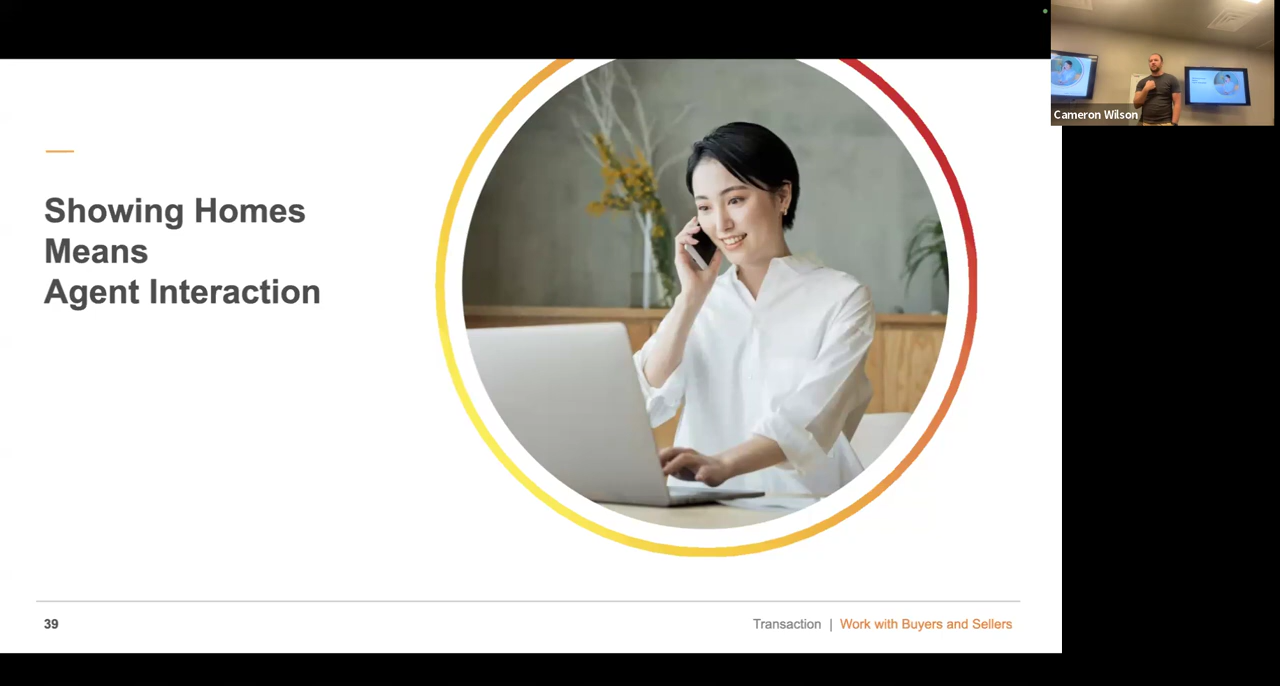 Cameron Wilson
Showing Homes
Means
Agent Interaction
39
Transaction | Work with Buyers and Sellers